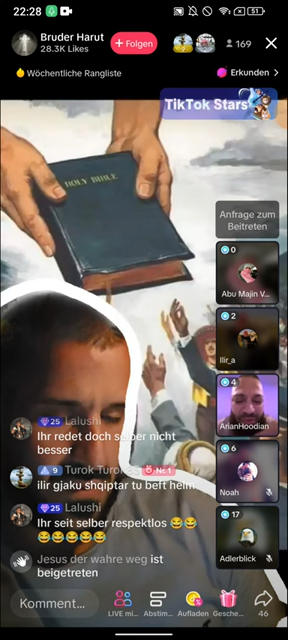 22:28
51
Bruder Harut
28.3K Likes
+ Folgen
169
Wöchentliche Rangliste
Erkunden >
TikTok Stars
HOLY BIBLE
Anfrage zum
Beitreten
0
Abu Majin V...
2
Ilir_a
4
ArianHoodian
6
Noah
17
Adlerblick
25 Lalushi
Ihr redet doch selber nicht
besser
9 Turok Turok
Nr. 1
ilir gjaku shqiptar tu beft helm
25 Lalushi
Ihr seit selber respektlos 😂😂
😂😂😂😂😂
Jesus der wahre weg ist
beigetreten
Komment...
LIVE mi...
Abstim...
Aufladen
Gesche...
46